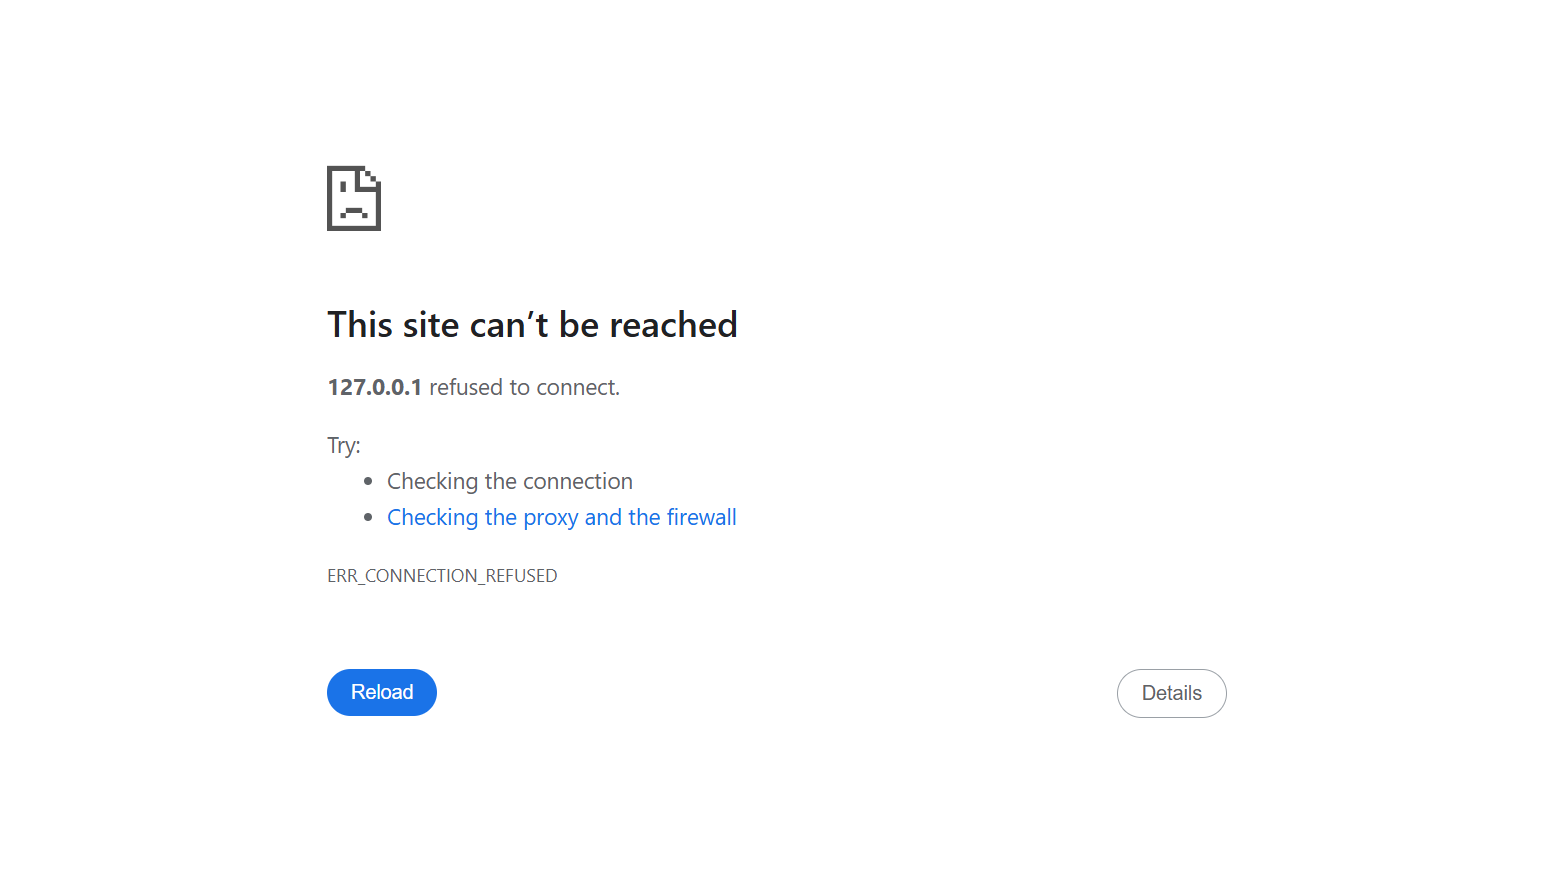 This site can’t be reached
127.0.0.1 refused to connect.
Try:
Checking the connection
Checking the proxy and the firewall
ERR_CONNECTION_REFUSED
Reload
Details